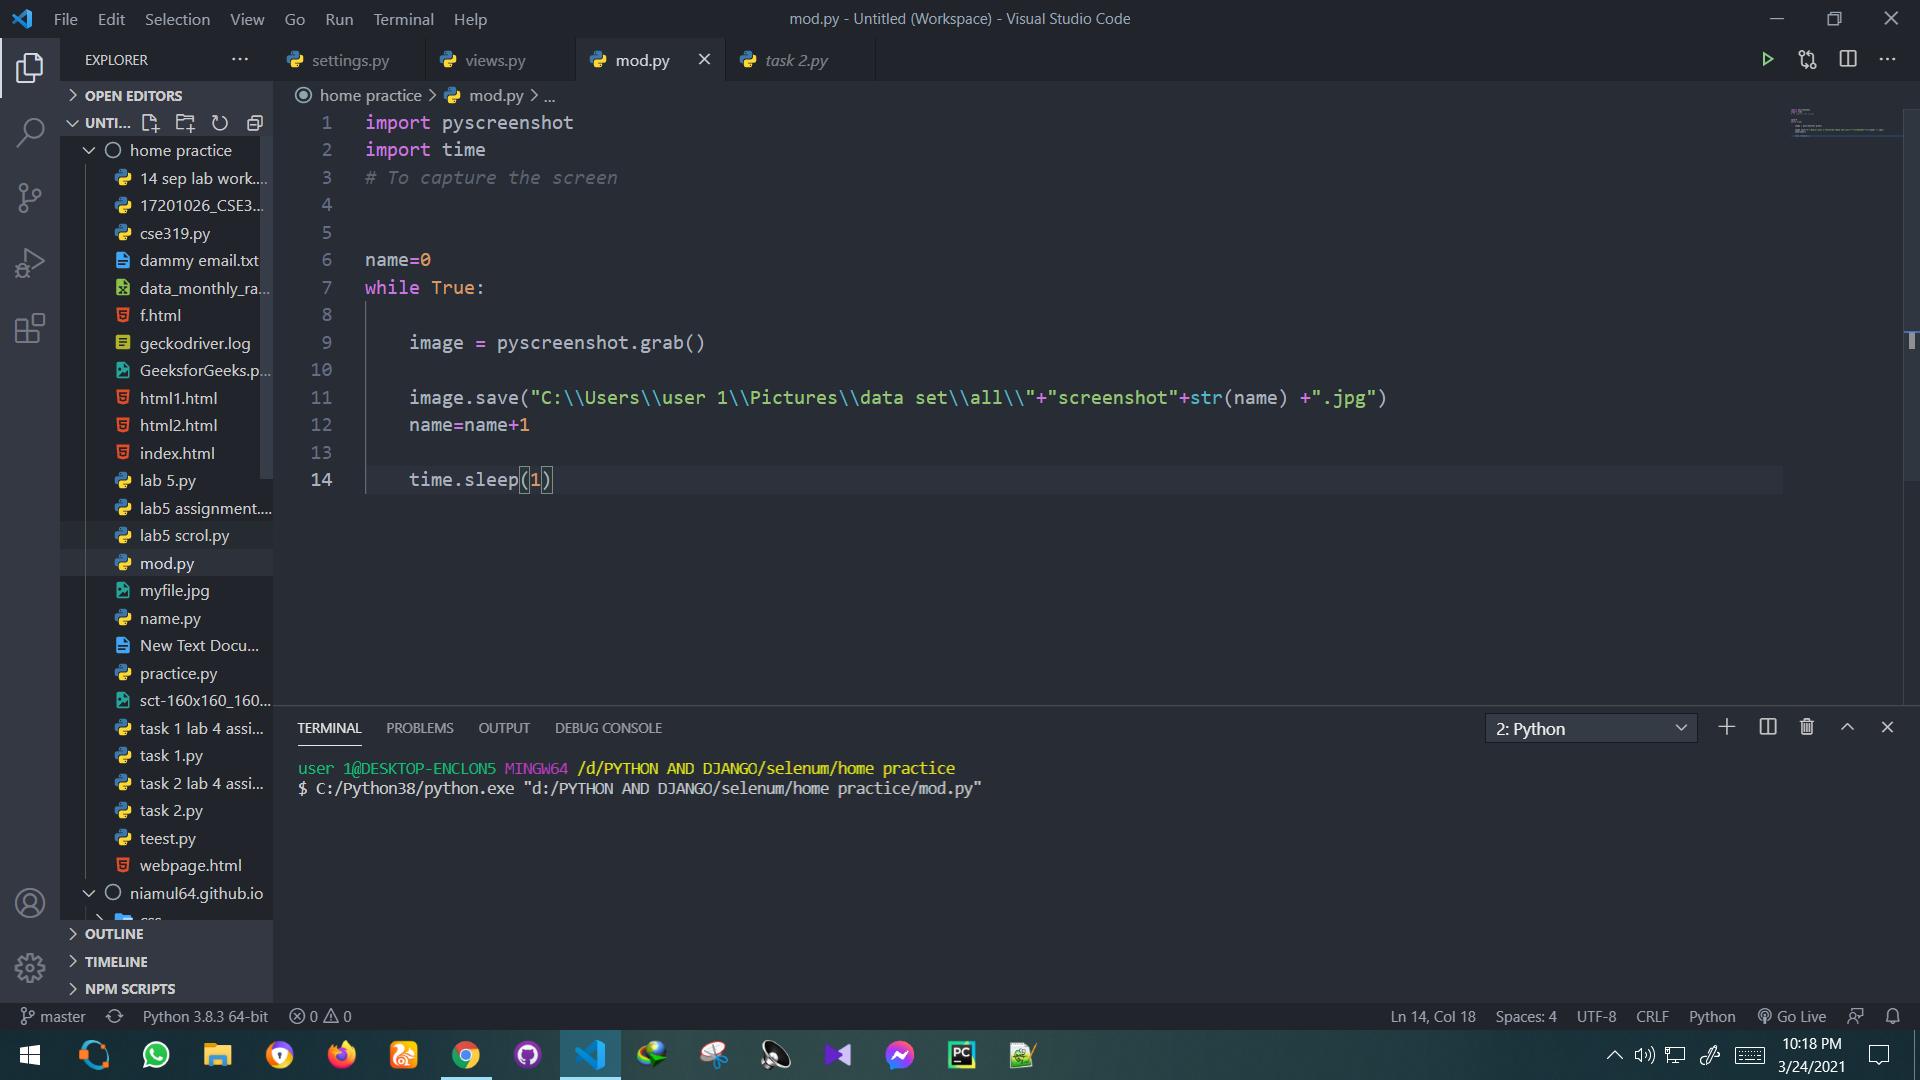 File Edit Selection View Go Run Terminal Help
mod.py - Untitled (Workspace) - Visual Studio Code
EXPLORER
settings.py
views.py
mod.py
task 2.py
OPEN EDITORS
UNTI...
home practice
14 sep lab work....
17201026_CSE3...
cse319.py
dammy email.txt
data_monthly_ra...
f.html
geckodriver.log
GeeksforGeeks.p...
html1.html
html2.html
index.html
lab 5.py
lab5 assignment....
lab5 scrol.py
mod.py
myfile.jpg
name.py
New Text Docu...
practice.py
sct-160x160_160...
task 1 lab 4 assi...
task 1.py
task 2 lab 4 assi...
task 2.py
teest.py
webpage.html
niamul64.github.io
css
OUTLINE
TIMELINE
NPM SCRIPTS
home practice > mod.py > ...
1 import pyscreenshot
2 import time
3 # To capture the screen
4
5
6 name=0
7 while True:
8
9 image = pyscreenshot.grab()
10
11 image.save("C:\\Users\\user 1\\Pictures\\data set\\all\\"+"screenshot"+str(name) +".jpg")
12 name=name+1
13
14 time.sleep(1)
TERMINAL PROBLEMS OUTPUT DEBUG CONSOLE
2: Python
user 1@DESKTOP-ENCLON5 MINGW64 /d/PYTHON AND DJANGO/selenum/home practice
$ C:/Python38/python.exe "d:/PYTHON AND DJANGO/selenum/home practice/mod.py"
master
Python 3.8.3 64-bit
0 0
Ln 14, Col 18
Spaces: 4
UTF-8
CRLF
Python
Go Live
PC
10:18 PM
3/24/2021